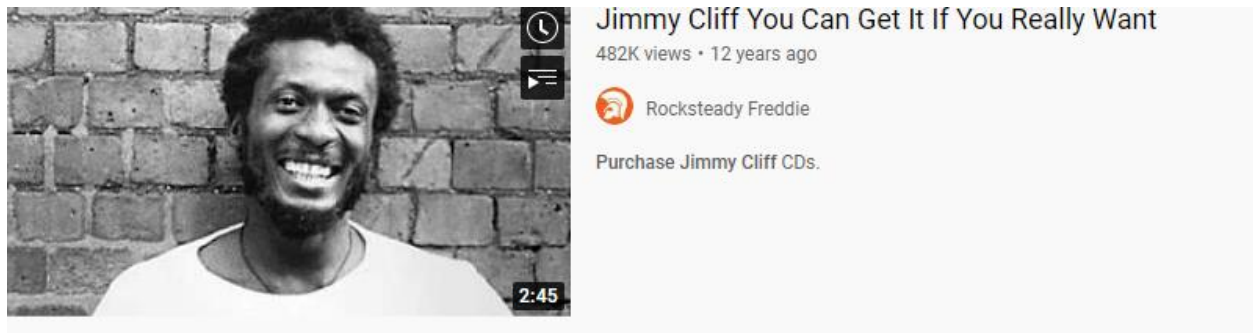 Jimmy Cliff You Can Get It If You Really Want
482K views • 12 years ago
Rocksteady Freddie
Purchase Jimmy Cliff CDs.
2:45